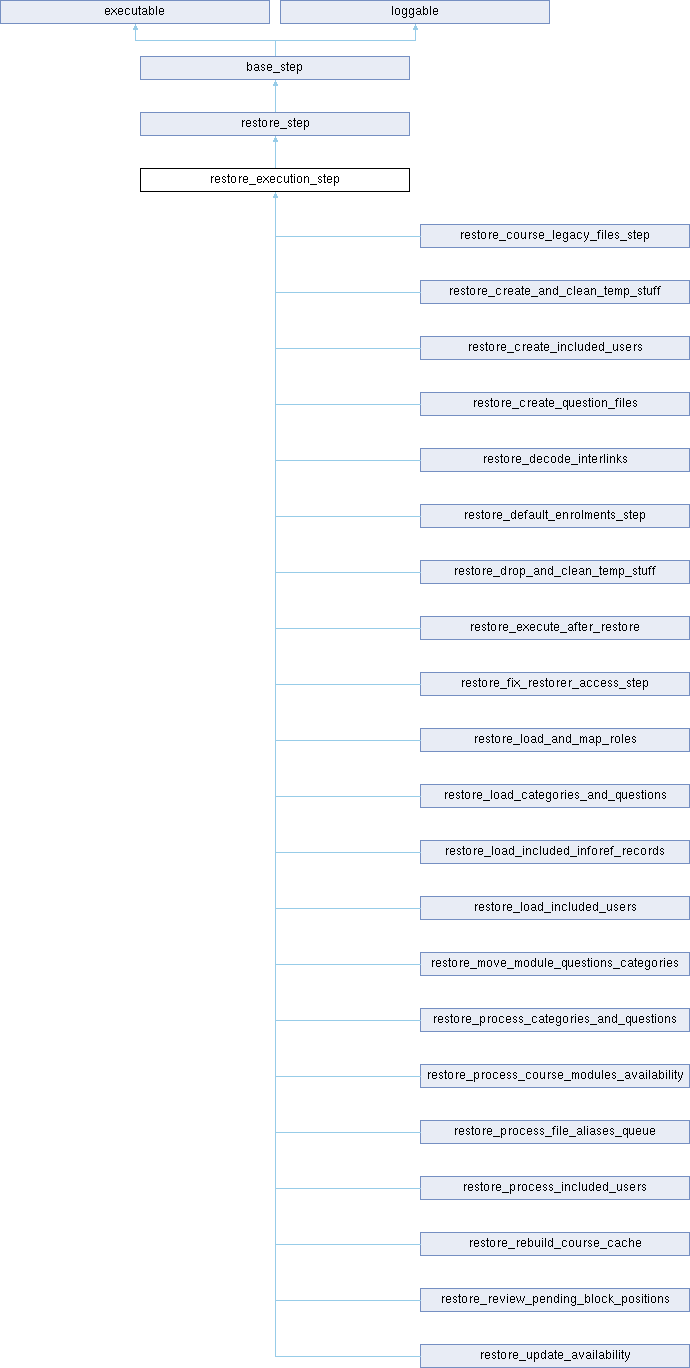 executable
loggable
base_step
restore_step
restore_execution_step
restore_course_legacy_files_step
restore_create_and_clean_temp_stuff
restore_create_included_users
restore_create_question_files
restore_decode_interlinks
restore_default_enrolments_step
restore_drop_and_clean_temp_stuff
restore_execute_after_restore
restore_fix_restorer_access_step
restore_load_and_map_roles
restore_load_categories_and_questions
restore_load_included_inforef_records
restore_load_included_users
restore_move_module_questions_categories
restore_process_categories_and_questions
restore_process_course_modules_availability
restore_process_file_aliases_queue
restore_process_included_users
restore_rebuild_course_cache
restore_review_pending_block_positions
restore_update_availability